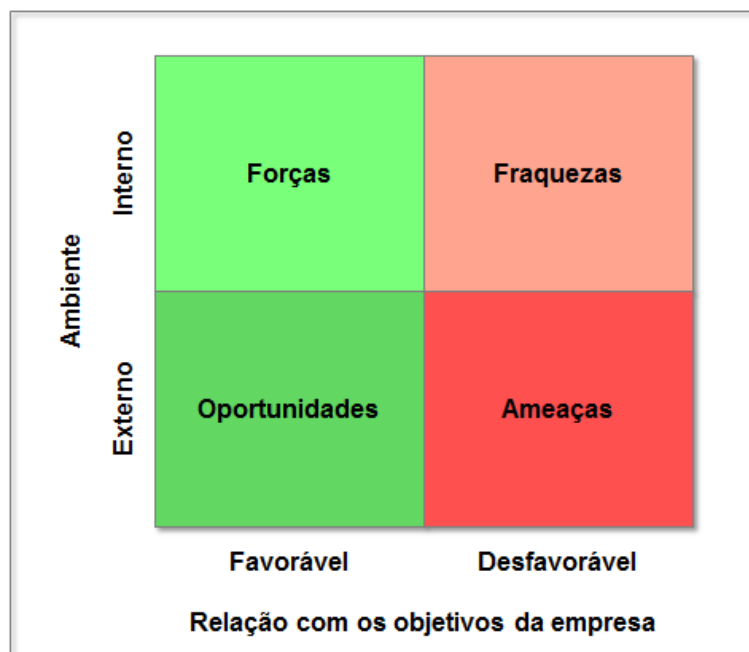 Ambiente
Interno
Forças
Fraquezas
Externo
Oportunidades
Ameaças
Favorável
Desfavorável
Relação com os objetivos da empresa